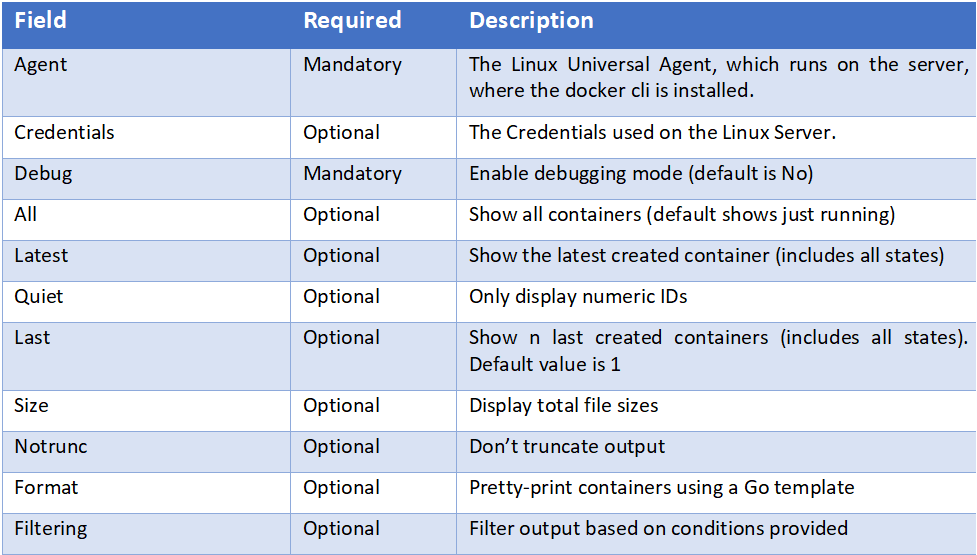 Field Required Description
Agent Mandatory The Linux Universal Agent, which runs on the server,
where the docker cli is installed.
Credentials Optional The Credentials used on the Linux Server.
Debug Mandatory Enable debugging mode (default is No)
All Optional Show all containers (default shows just running)
Latest Optional Show the latest created container (includes all states)
Quiet Optional Only display numeric IDs
Last Optional Show n last created containers (includes all states).
Default value is 1
Size Optional Display total file sizes
Notrunc Optional Don’t truncate output
Format Optional Pretty-print containers using a Go template
Filtering Optional Filter output based on conditions provided